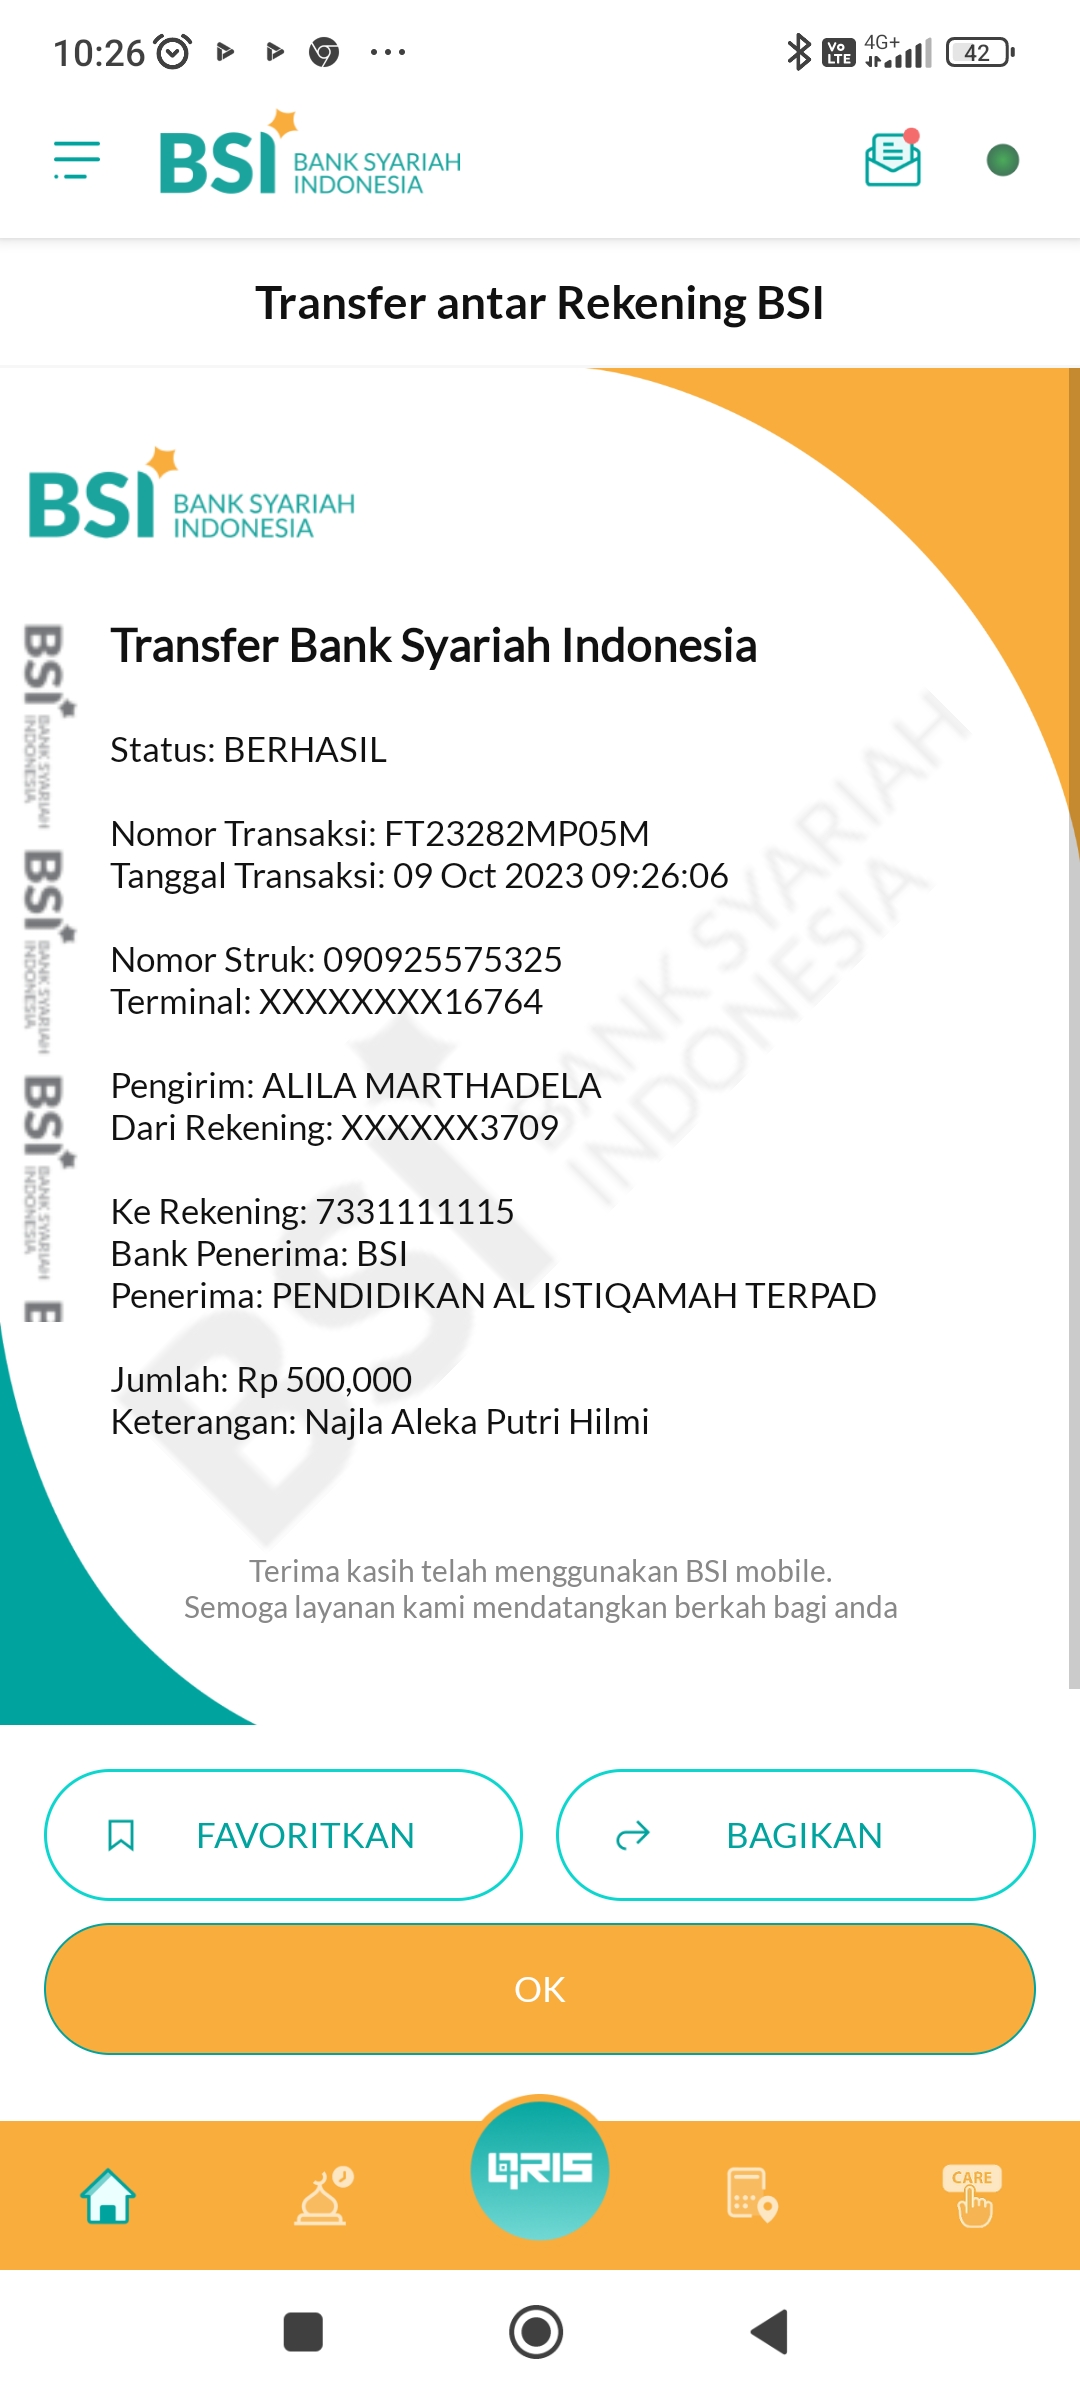 10:26
Vo LTE 4G+ 42
BSI BANK SYARIAH INDONESIA
Transfer antar Rekening BSI
BSI BANK SYARIAH INDONESIA
Transfer Bank Syariah Indonesia
Status: BERHASIL
Nomor Transaksi: FT23282MP05M
Tanggal Transaksi: 09 Oct 2023 09:26:06
Nomor Struk: 090925575325
Terminal: XXXXXXXX16764
Pengirim: ALILA MARTHADELA
Dari Rekening: XXXXXX3709
Ke Rekening: 7331111115
Bank Penerima: BSI
Penerima: PENDIDIKAN AL ISTIQAMAH TERPAD
Jumlah: Rp 500,000
Keterangan: Najla Aleka Putri Hilmi
BSI BANK SYARIAH INDONESIA
BSI BANK SYARIAH INDONESIA
BSI BANK SYARIAH INDONESIA
BSI BANK SYARIAH INDONESIA
Terima kasih telah menggunakan BSI mobile.
Semoga layanan kami mendatangkan berkah bagi anda
FAVORITKAN
BAGIKAN
OK
QRIS
CARE